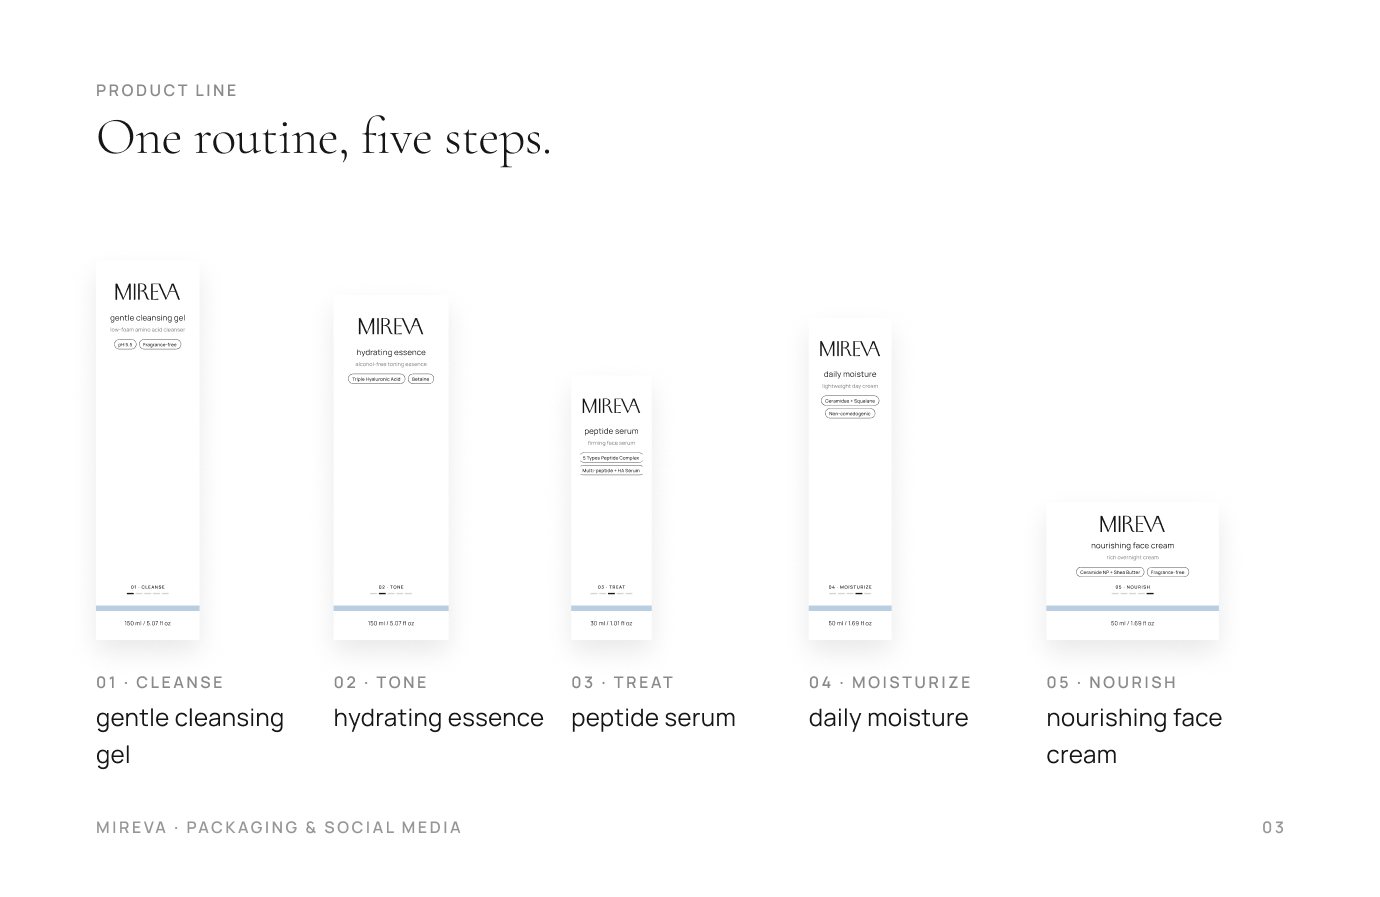 PRODUCT LINE
One routine, five steps.
MIREVA
gentle cleansing gel
low-foam amino acid cleanser
pH 5.5
Fragrance-free
01 · CLEANSE
150 ml / 5.07 fl oz
MIREVA
hydrating essence
alcohol-free toning essence
Triple Hyaluronic Acid
Betaine
02 · TONE
150 ml / 5.07 fl oz
MIREVA
peptide serum
firming face serum
5 Types Peptide Complex
Multi-peptide + HA Serum
03 · TREAT
30 ml / 1.01 fl oz
MIREVA
daily moisture
lightweight day cream
Ceramides + Squalane
Non-comedogenic
04 · MOISTURIZE
50 ml / 1.69 fl oz
MIREVA
nourishing face cream
rich overnight cream
Ceramide NP + Shea Butter
Fragrance-free
05 · NOURISH
50 ml / 1.69 fl oz
01 · CLEANSE
gentle cleansing
gel
02 · TONE
hydrating essence
03 · TREAT
peptide serum
04 · MOISTURIZE
daily moisture
05 · NOURISH
nourishing face
cream
MIREVA · PACKAGING & SOCIAL MEDIA
03